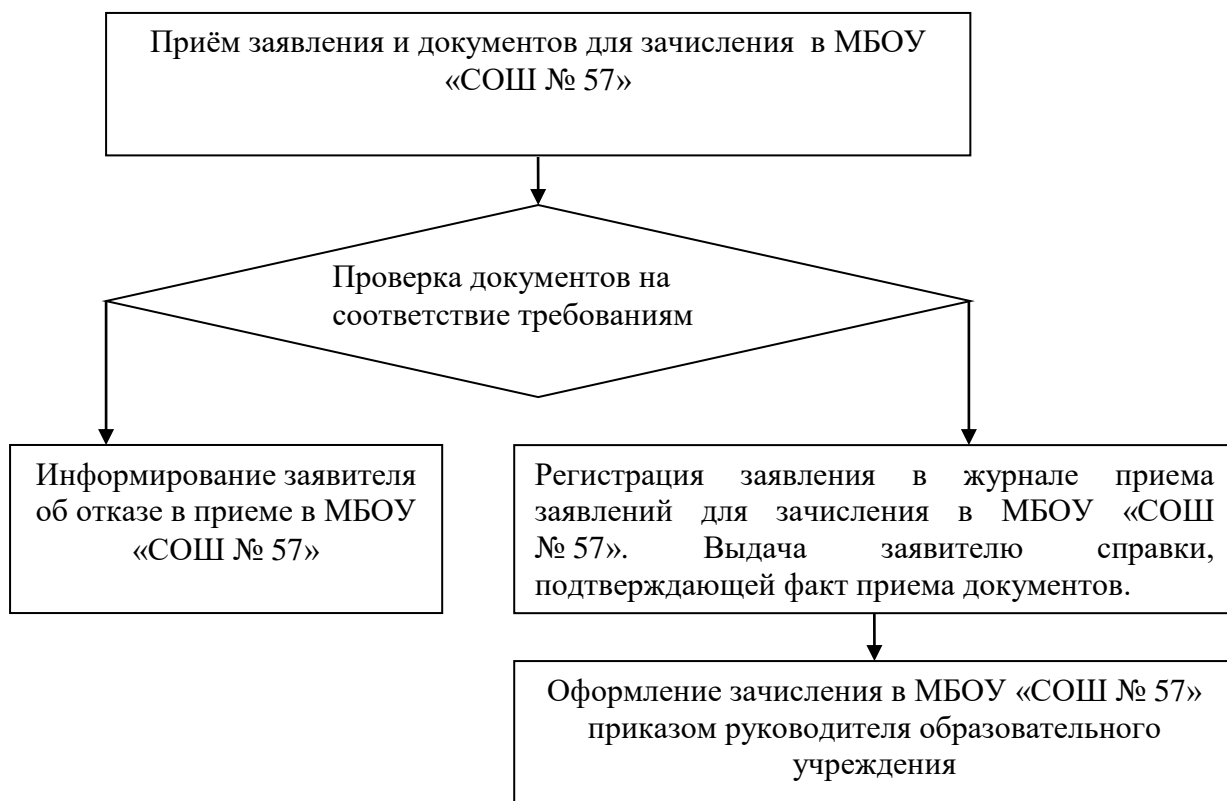 Приём заявления и документов для зачисления в МБОУ
«СОШ № 57»
Проверка документов на
соответствие требованиям
Информирование заявителя
об отказе в приеме в МБОУ
«СОШ № 57»
Регистрация заявления в журнале приема
заявлений для зачисления в МБОУ «СОШ
№ 57». Выдача заявителю справки,
подтверждающей факт приема документов.
Оформление зачисления в МБОУ «СОШ № 57»
приказом руководителя образовательного
учреждения